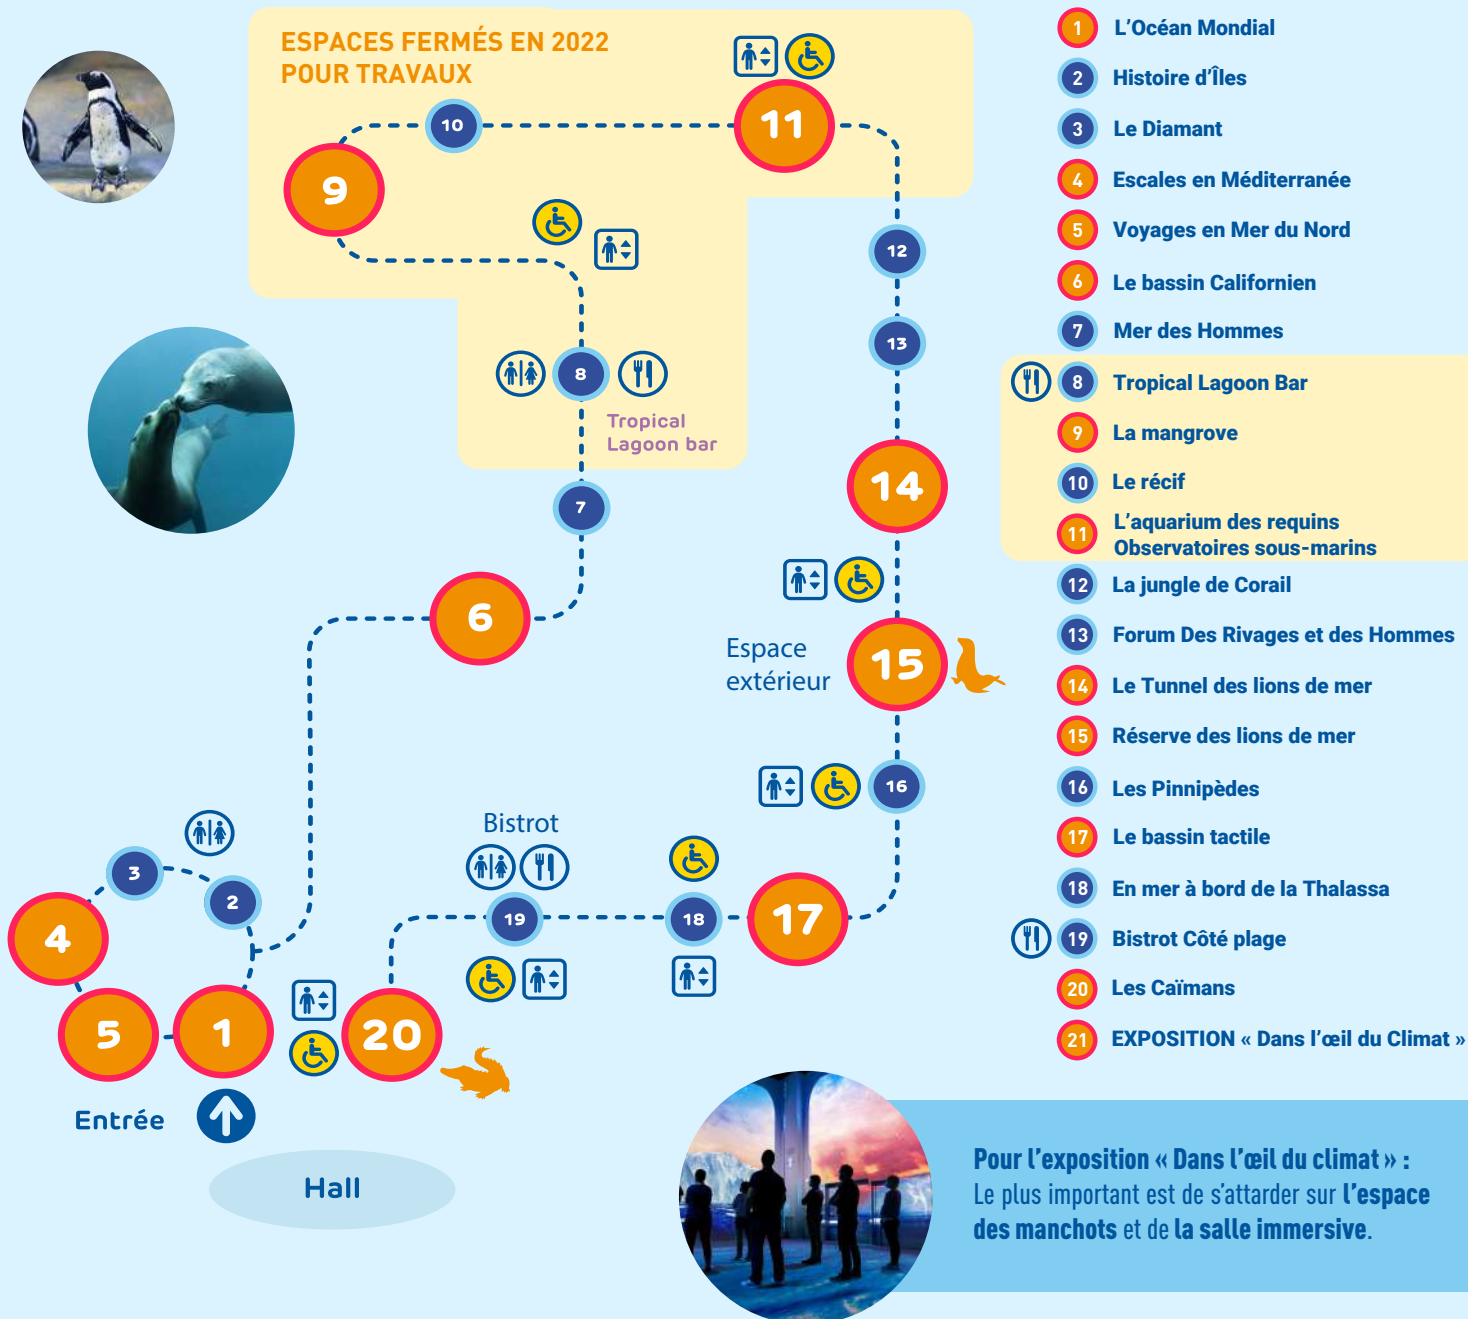 ESPACES FERMÉS EN 2022
POUR TRAVAUX
11
10
9
12
13
8
Tropical
Lagoon bar
14
7
6
Espace
extérieur
15
16
Bistrot
3
2
4
19
18
17
5
1
20
Entrée
Hall
1 L'Océan Mondial
2 Histoire d'Îles
3 Le Diamant
4 Escales en Méditerranée
5 Voyages en Mer du Nord
6 Le bassin Californien
7 Mer des Hommes
8 Tropical Lagoon Bar
9 La mangrove
10 Le récif
11 L'aquarium des requins
Observatoires sous-marins
12 La jungle de Corail
13 Forum Des Rivages et des Hommes
14 Le Tunnel des lions de mer
15 Réserve des lions de mer
16 Les Pinnipèdes
17 Le bassin tactile
18 En mer à bord de la Thalassa
19 Bistrot Côté plage
20 Les Caïmans
21 EXPOSITION « Dans l'œil du Climat »
Pour l'exposition « Dans l'œil du climat » :
Le plus important est de s'attarder sur l'espace
des manchots et de la salle immersive.